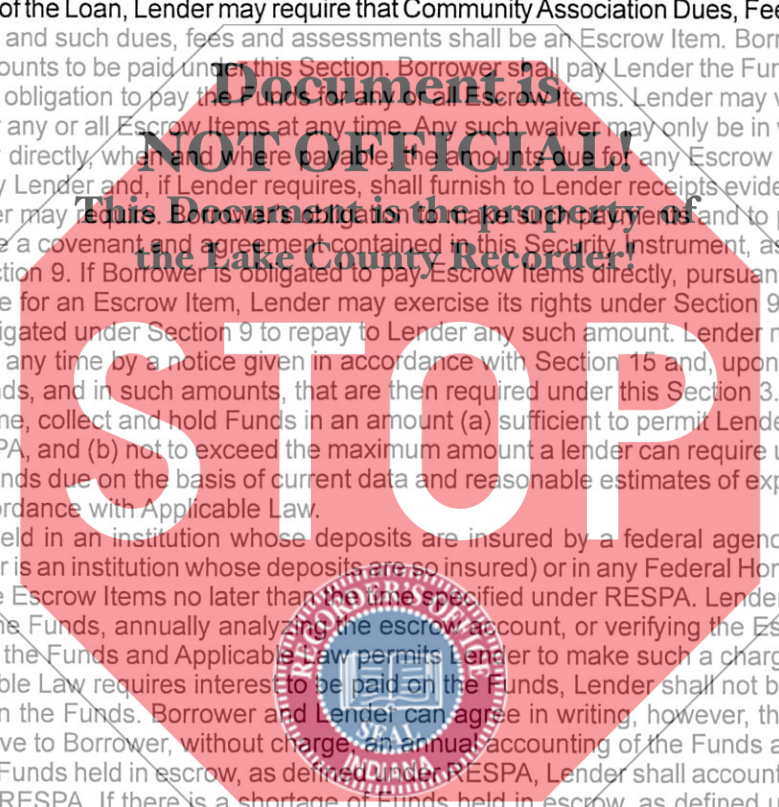 of the Loan, Lender may require that Community Association Dues, Fee
and such dues, fees and assessments shall be an Escrow Item. Borr
ounts to be paid under this Section. Borrower shall pay Lender the Fun
obligation to pay the Funds for any or all Escrow Items. Lender may
any or all Escrow Items at any time. Any such waiver may only be in
directly, when and where payable, the amounts due for any Escrow
Lender and, if Lender requires, shall furnish to Lender receipts evide
er may require. Borrower's obligation to make such payments and to
e a covenant and agreement contained in this Security Instrument, as
tion 9. If Borrower is obligated to pay Escrow Items directly, pursuan
e for an Escrow Item, Lender may exercise its rights under Section 9
igated under Section 9 to repay to Lender any such amount. Lender
any time by a notice given in accordance with Section 15 and, upon
ds, and in such amounts, that are then required under this Section 3.
me, collect and hold Funds in an amount (a) sufficient to permit Lende
PA, and (b) not to exceed the maximum amount a lender can require
nds due on the basis of current data and reasonable estimates of exp
ordance with Applicable Law.
eld in an institution whose deposits are insured by a federal agenc
r is an institution whose deposits are so insured) or in any Federal Hom
e Escrow Items no later than the time specified under RESPA. Lender
he Funds, annually analyzing the escrow account, or verifying the Es
the Funds and Applicable Law permits Lender to make such a charg
ble Law requires interest to be paid on the Funds, Lender shall not b
n the Funds. Borrower and Lender can agree in writing, however, th
ve to Borrower, without charge, an annual accounting of the Funds a
Funds held in escrow, as defined under RESPA, Lender shall account
RESPA. If there is a shortage of Funds held in escrow, as defined
Document is
NOT OFFICIAL!
This Document is the property of
the Lake County Recorder!
STOP
RECORDER'S OFFICE
SEAL
INDIANA